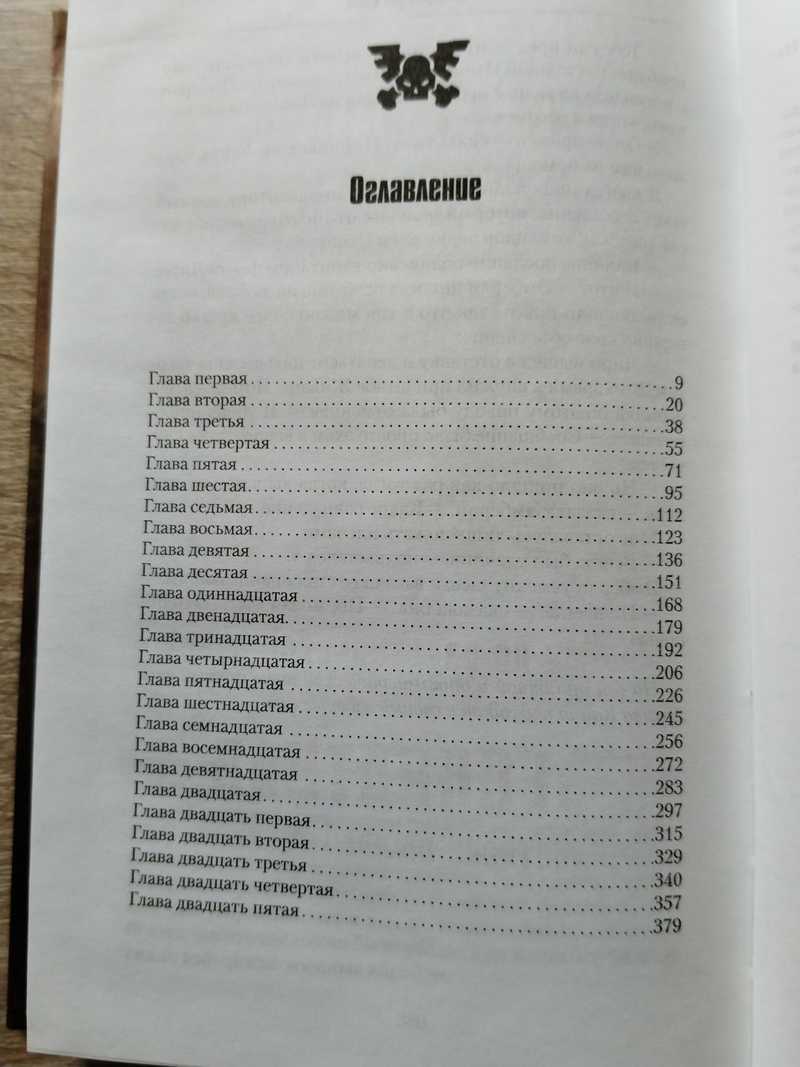 Оглавление
Глава первая 9
Глава вторая 20
Глава третья 38
Глава четвертая 55
Глава пятая 71
Глава шестая 95
Глава седьмая 112
Глава восьмая 123
Глава девятая 136
Глава десятая 151
Глава одиннадцатая 168
Глава двенадцатая 179
Глава тринадцатая 192
Глава четырнадцатая 206
Глава пятнадцатая 226
Глава шестнадцатая 245
Глава семнадцатая 256
Глава восемнадцатая 272
Глава девятнадцатая 283
Глава двадцатая 297
Глава двадцать первая 315
Глава двадцать вторая 329
Глава двадцать третья 340
Глава двадцать четвертая 357
Глава двадцать пятая 379